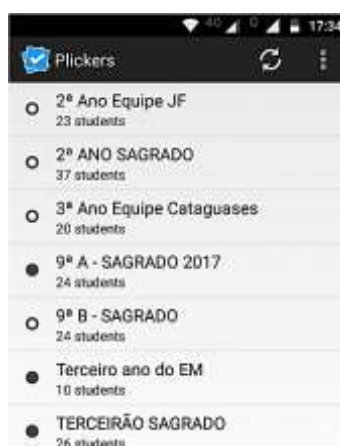 4G 17:34
Plickers
2ª Ano Equipe JF
23 students
2ª ANO SAGRADO
37 students
3ª Ano Equipe Cataguases
20 students
9ª A - SAGRADO 2017
24 students
9ª B - SAGRADO
24 students
Terceiro ano do EM
10 students
TERCEIRÃO SAGRADO
26 students